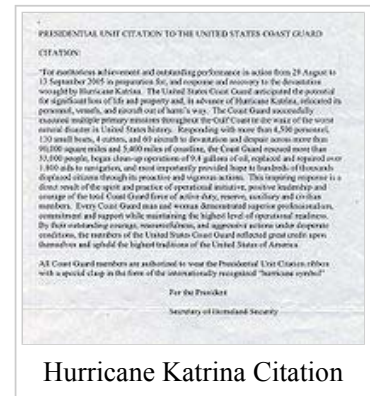 PRESIDENTIAL UNIT CITATION TO THE UNITED STATES COAST GUARD
CITATION:
"For meritorious achievement and outstanding performance in action from 29 August to
13 September 2005 in preparation for, and response and recovery to the devastation
wrought by Hurricane Katrina. The United States Coast Guard anticipated the potential
for significant loss of life and property and, in advance of Hurricane Katrina, relocated its
personnel, vessels, and aircraft out of harm's way. The Coast Guard successfully
executed multiple primary missions throughout the Gulf Coast in the wake of the worst
natural disaster in United States history. Responding with more than 4,500 personnel,
130 small boats, 4 cutters, and 60 aircraft to devastation and despair across more than
90,000 square miles and 5,400 miles of coastline, the Coast Guard rescued more than
33,000 people, began clean-up operations of 9.4 gallons of oil, replaced and repaired over
1,800 aids to navigation, and most importantly provided hope to hundreds of thousands
displaced citizens through its proactive and vigorous actions. This inspiring response is a
direct result of the spirit and practice of operational initiative, positive leadership and
courage of the total Coast Guard force of active duty, reserve, auxiliary and civilian
members. Every Coast Guard man and woman demonstrated superior professionalism,
commitment and support while maintaining the highest level of operational readiness.
By their outstanding courage, resourcefulness, and aggressive actions under desperate
conditions, the members of the United States Coast Guard reflected great credit upon
themselves and upheld the highest traditions of the United States of America.
All Coast Guard members are authorized to wear the Presidential Unit Citation ribbon
with a special clasp in the form of the internationally recognized "hurricane symbol"
For the President
Secretary of Homeland Security
Hurricane Katrina Citation